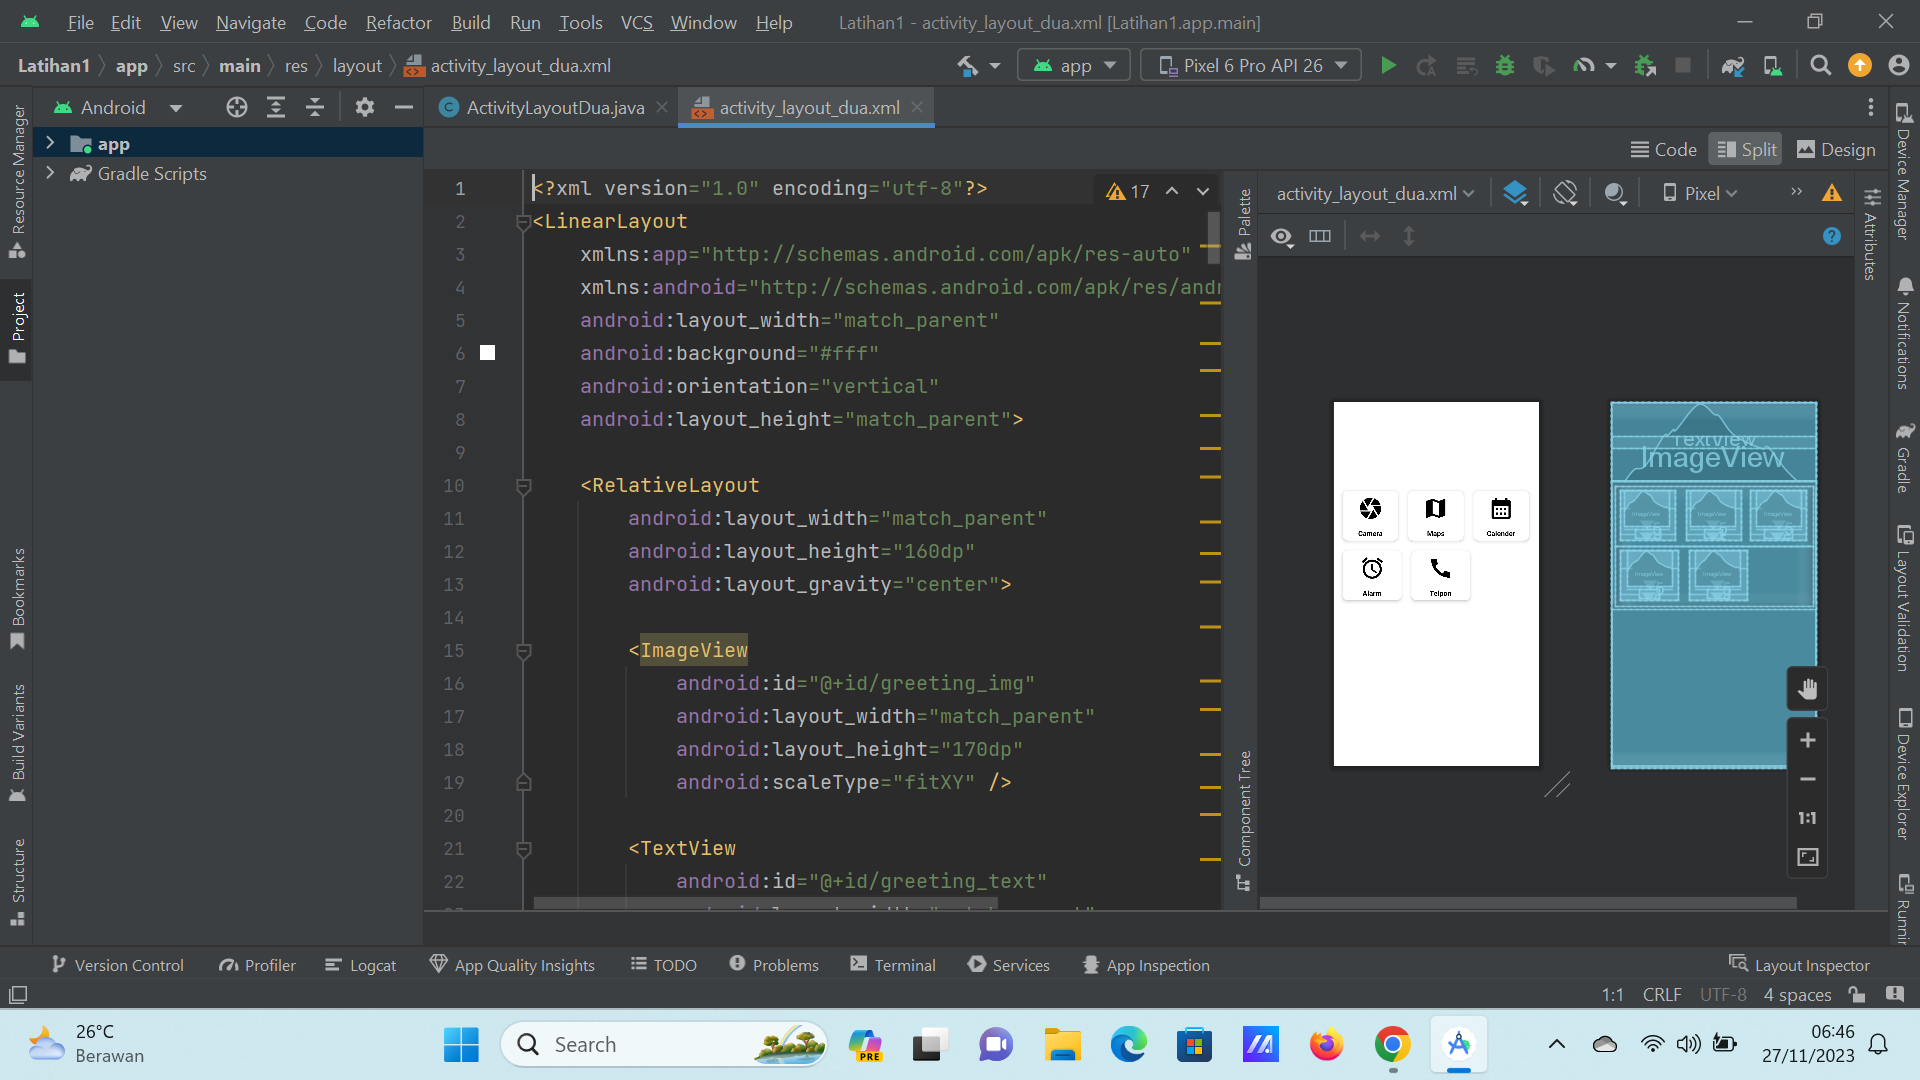 File Edit View Navigate Code Refactor Build Run Tools VCS Window Help Latihan1 - activity_layout_dua.xml [Latihan1.app.main]
Latihan1 app src main res layout activity_layout_dua.xml app Pixel 6 Pro API 26
Android ActivityLayoutDua.java activity_layout_dua.xml
app
Gradle Scripts
Code Split Design
Resource Manager
Project
Bookmarks
Build Variants
Structure
1 <?xml version="1.0" encoding="utf-8"?>
2 <LinearLayout
3 xmlns:app="http://schemas.android.com/apk/res-auto"
4 xmlns:android="http://schemas.android.com/apk/res/andr
5 android:layout_width="match_parent"
6 android:background="#fff"
7 android:orientation="vertical"
8 android:layout_height="match_parent">
9
10 <RelativeLayout
11 android:layout_width="match_parent"
12 android:layout_height="160dp"
13 android:layout_gravity="center">
14
15 <ImageView
16 android:id="@+id/greeting_img"
17 android:layout_width="match_parent"
18 android:layout_height="170dp"
19 android:scaleType="fitXY" />
20
21 <TextView
22 android:id="@+id/greeting_text"
17
Palette
Component Tree
activity_layout_dua.xml Pixel
Camera Maps Calender
Alarm Telpon
TextView
ImageView
ImageView ImageView ImageView
ImageView ImageView
1:1
Attributes
Device Manager
Notifications
Gradle
Layout Validation
Device Explorer
Runnin
Version Control Profiler Logcat App Quality Insights TODO Problems Terminal Services App Inspection Layout Inspector
1:1 CRLF UTF-8 4 spaces
26°C
Berawan
Search
PRE
06:46
27/11/2023